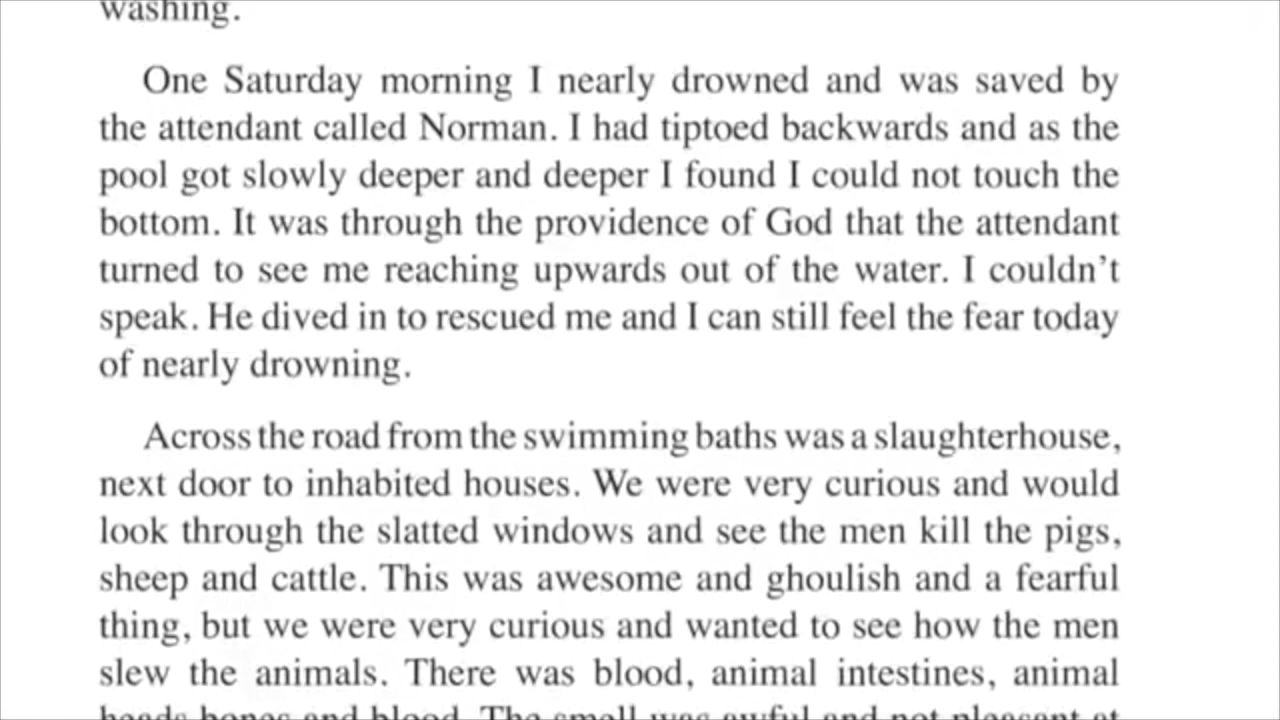 washing.
One Saturday morning I nearly drowned and was saved by
the attendant called Norman. I had tiptoed backwards and as the
pool got slowly deeper and deeper I found I could not touch the
bottom. It was through the providence of God that the attendant
turned to see me reaching upwards out of the water. I couldn't
speak. He dived in to rescued me and I can still feel the fear today
of nearly drowning.
Across the road from the swimming baths was a slaughterhouse,
next door to inhabited houses. We were very curious and would
look through the slatted windows and see the men kill the pigs,
sheep and cattle. This was awesome and ghoulish and a fearful
thing, but we were very curious and wanted to see how the men
slew the animals. There was blood, animal intestines, animal
heads bones and blood. The smell was awful and not pleasant at